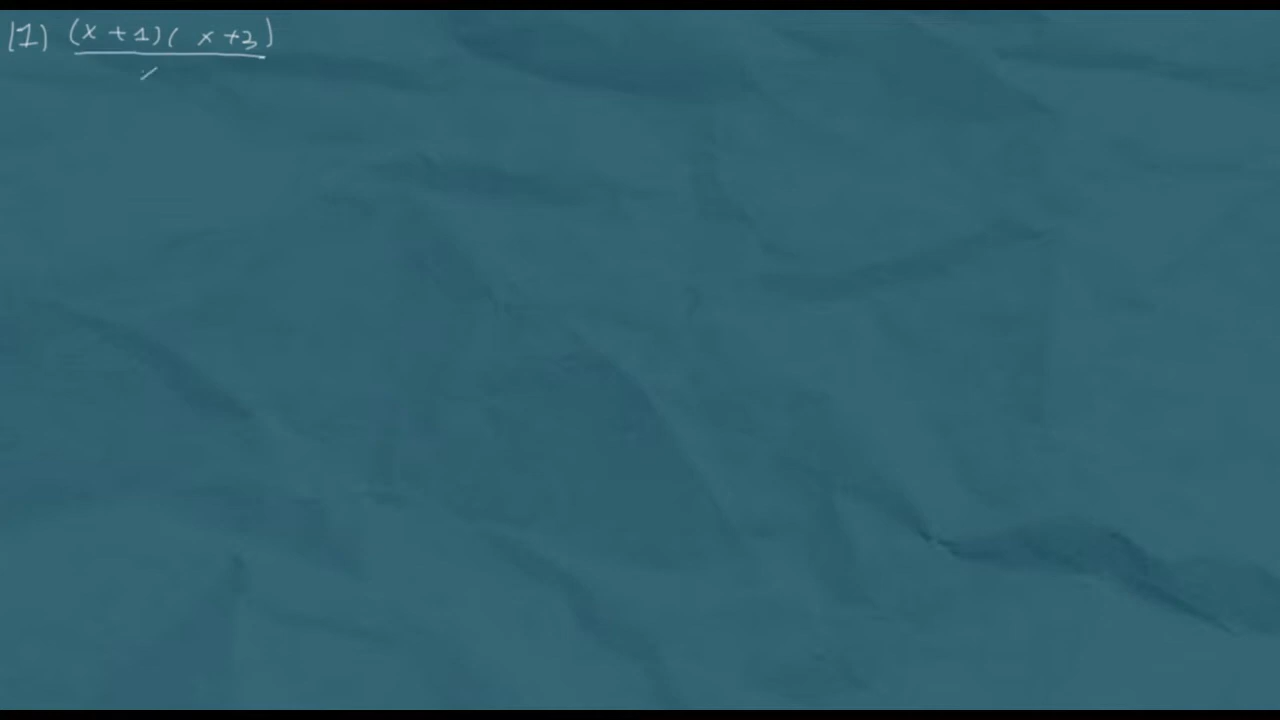 (1) (x + 1)( x + 3)